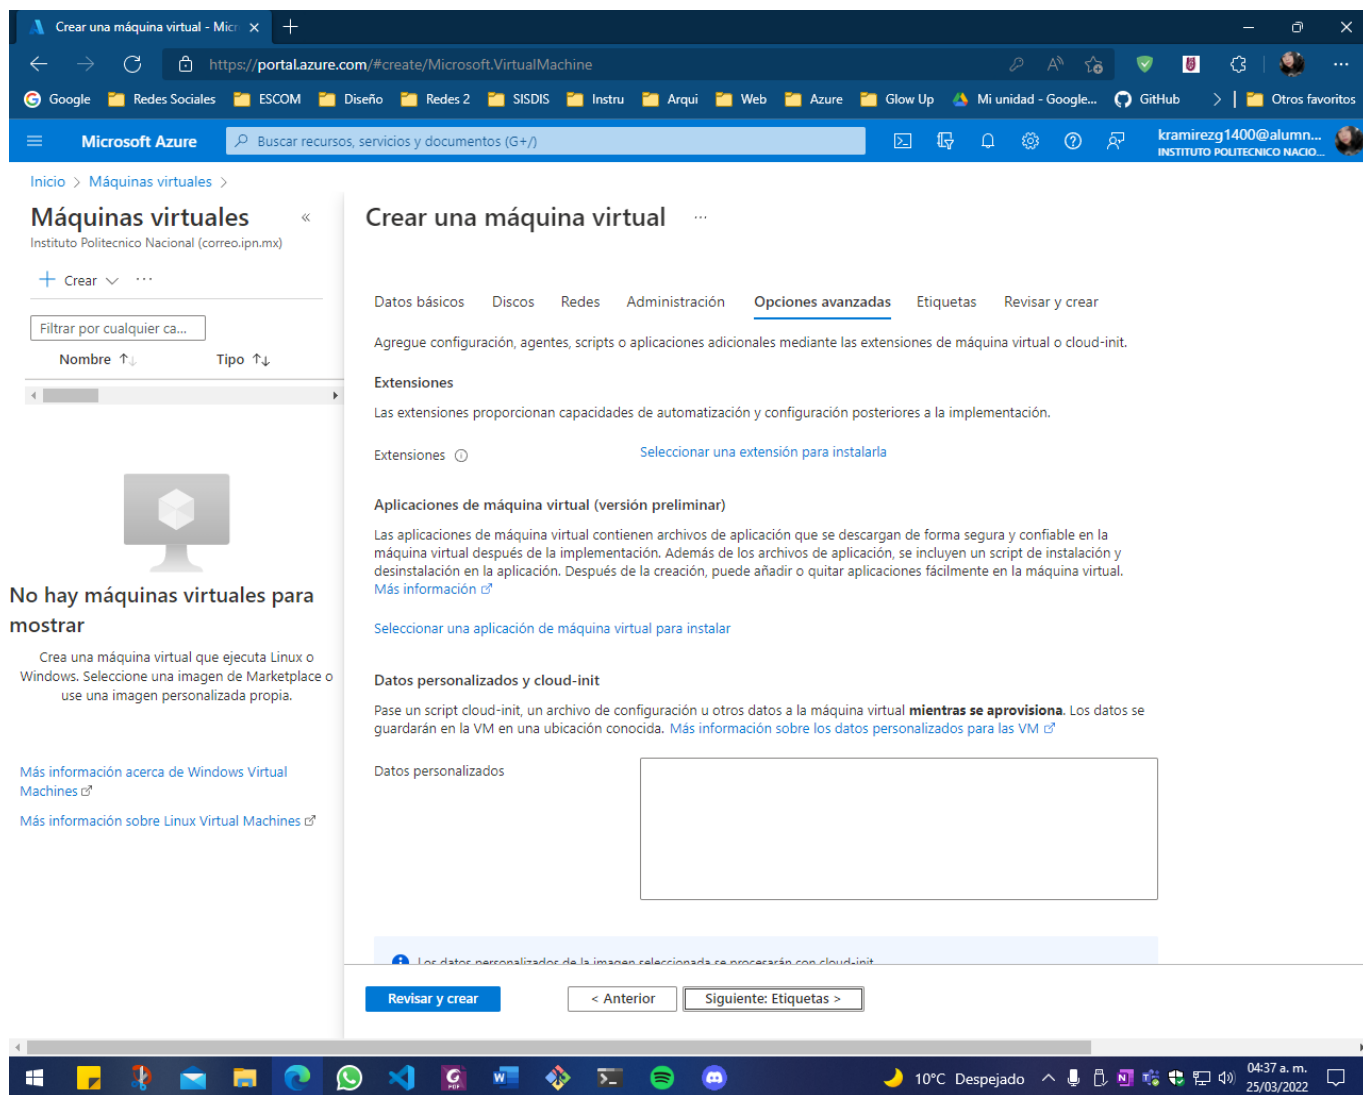 Crear una máquina virtual - Micr
https://portal.azure.com/#create/Microsoft.VirtualMachine
Google Redes Sociales ESCOM Diseño Redes 2 SISDIS Instru Arqui Web Azure Glow Up Mi unidad - Google... GitHub Otros favoritos
Microsoft Azure
Buscar recursos, servicios y documentos (G+/)
kramirezg1400@alumn...
INSTITUTO POLITECNICO NACIO...
Inicio > Máquinas virtuales >
Máquinas virtuales
Instituto Politecnico Nacional (correo.ipn.mx)
+ Crear ...
Filtrar por cualquier ca...
Nombre ↑↓ Tipo ↑↓
No hay máquinas virtuales para
mostrar
Crea una máquina virtual que ejecuta Linux o
Windows. Seleccione una imagen de Marketplace o
use una imagen personalizada propia.
Más información acerca de Windows Virtual
Machines
Más información sobre Linux Virtual Machines
Crear una máquina virtual ...
Datos básicos Discos Redes Administración Opciones avanzadas Etiquetas Revisar y crear
Agregue configuración, agentes, scripts o aplicaciones adicionales mediante las extensiones de máquina virtual o cloud-init.
Extensiones
Las extensiones proporcionan capacidades de automatización y configuración posteriores a la implementación.
Extensiones Seleccionar una extensión para instalarla
Aplicaciones de máquina virtual (versión preliminar)
Las aplicaciones de máquina virtual contienen archivos de aplicación que se descargan de forma segura y confiable en la
máquina virtual después de la implementación. Además de los archivos de aplicación, se incluyen un script de instalación y
desinstalación en la aplicación. Después de la creación, puede añadir o quitar aplicaciones fácilmente en la máquina virtual.
Más información
Seleccionar una aplicación de máquina virtual para instalar
Datos personalizados y cloud-init
Pase un script cloud-init, un archivo de configuración u otros datos a la máquina virtual mientras se aprovisiona. Los datos se
guardarán en la VM en una ubicación conocida. Más información sobre los datos personalizados para las VM
Datos personalizados
Los datos personalizados de la imagen seleccionada se procesarán con cloud-init
Revisar y crear < Anterior Siguiente: Etiquetas >
10°C Despejado
04:37 a. m.
25/03/2022